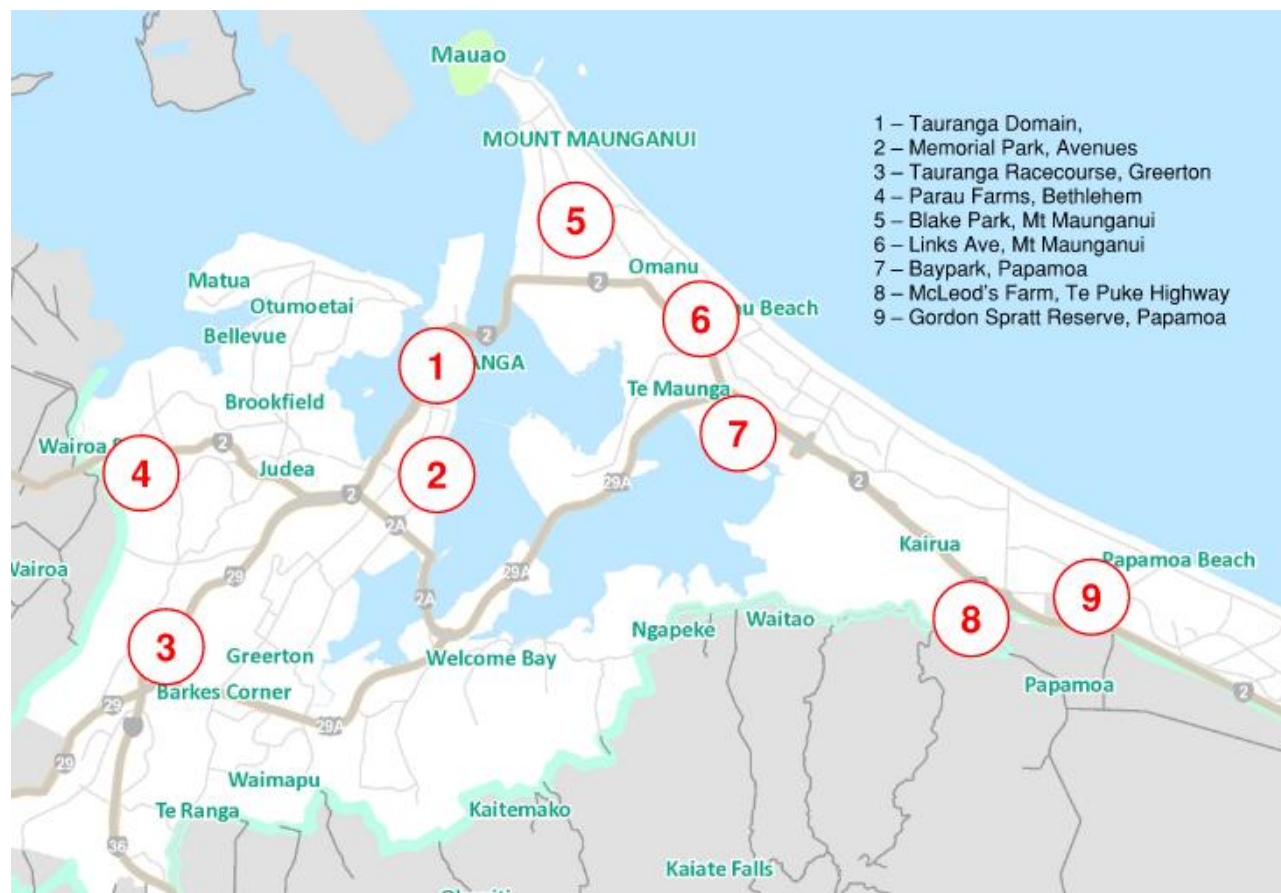 Mauao
MOUNT MAUNGANUI
1 – Tauranga Domain,
2 – Memorial Park, Avenues
3 – Tauranga Racecourse, Greerton
4 – Parau Farms, Bethlehem
5 – Blake Park, Mt Maunganui
6 – Links Ave, Mt Maunganui
7 – Baypark, Papamoa
8 – McLeod's Farm, Te Puke Highway
9 – Gordon Spratt Reserve, Papamoa
5
Omanu
2
Matua
Otumoetai
Beach
6
Bellevue
2
1
Te Maunga
Brookfield
7
Wairoa
4
2
Judea
2
2
29A
2
2A
Kairua
Papamoa Beach
Wairoa
29
29A
9
2A
8
Waitao
Ngapeke
3
Greerton
Welcome Bay
Papamoa
Barkes Corner
2
29
29A
29
Waimapu
Te Ranga
Kaitemako
36
Kaiate Falls